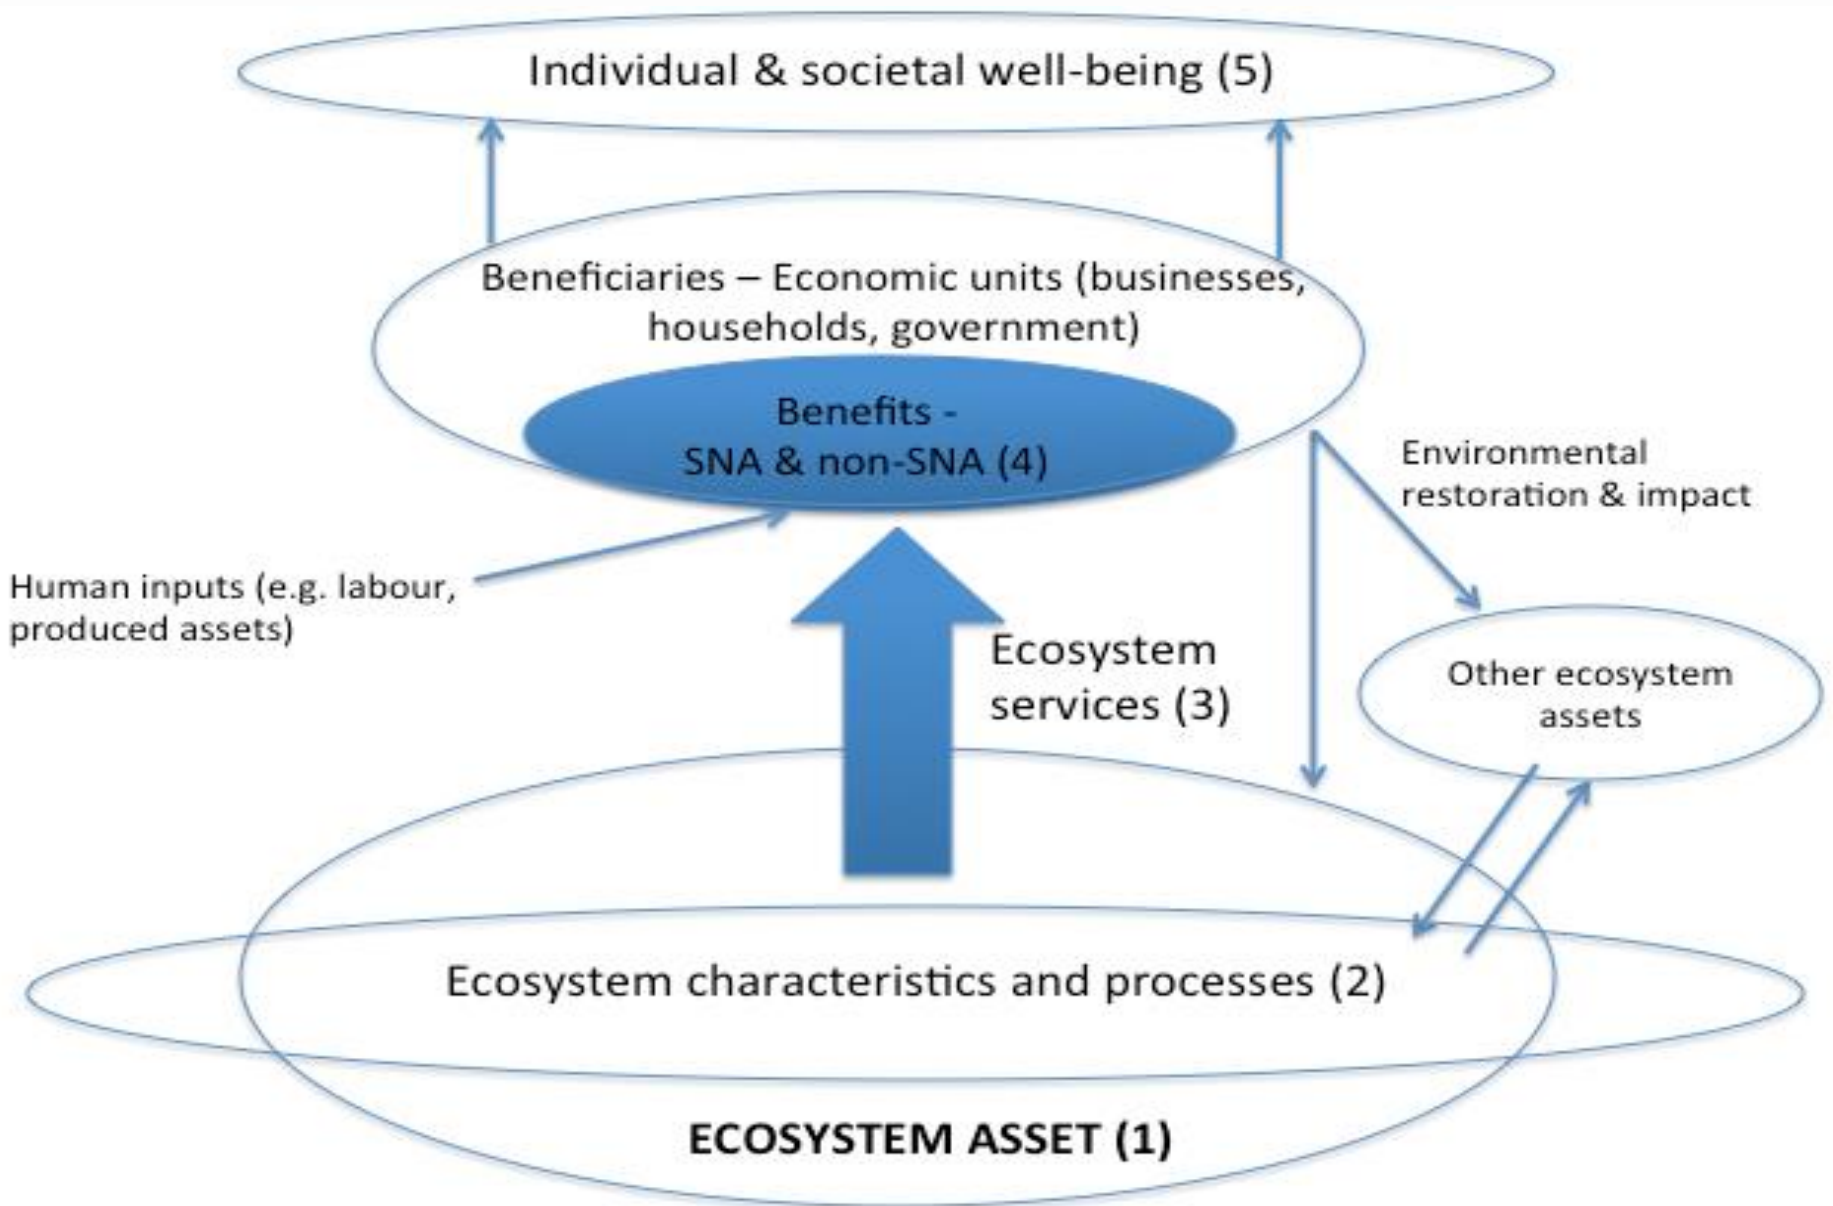 Individual & societal well-being (5)
Beneficiaries – Economic units (businesses,
households, government)
Benefits -
SNA & non-SNA (4)
Environmental
restoration & impact
Human inputs (e.g. labour,
produced assets)
Ecosystem
services (3)
Other ecosystem
assets
Ecosystem characteristics and processes (2)
ECOSYSTEM ASSET (1)